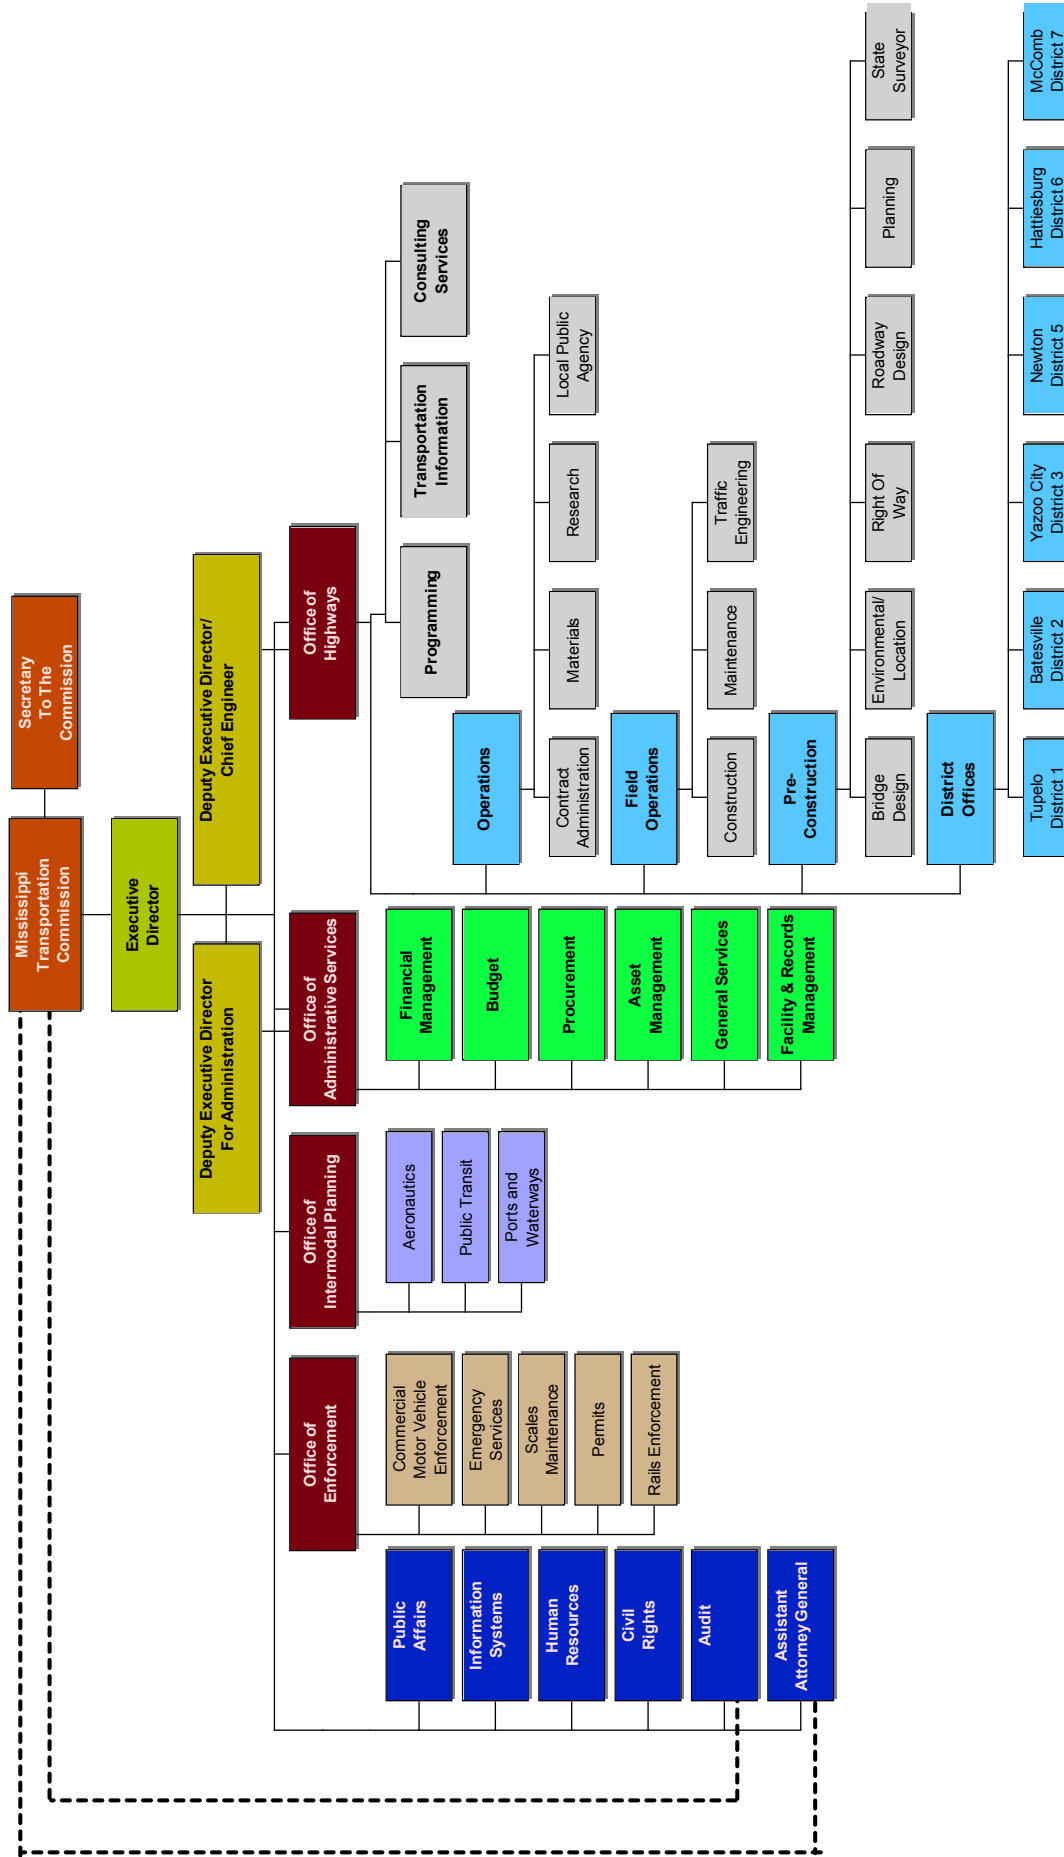 Mississippi
Transportation
Commission
Secretary
To The
Commission
Executive
Director
Deputy Executive Director
For Administration
Deputy Executive Director/
Chief Engineer
Office of
Enforcement
Office of
Intermodal Planning
Office of
Administrative Services
Office of
Highways
Public
Affairs
Information
Systems
Human
Resources
Civil
Rights
Audit
Assistant
Attorney General
Commercial
Motor Vehicle
Enforcement
Emergency
Services
Scales
Maintenance
Permits
Rails Enforcement
Aeronautics
Public Transit
Ports and
Waterways
Financial
Management
Budget
Procurement
Asset
Management
General Services
Facility & Records
Management
Programming
Transportation
Information
Consulting
Services
Operations
Contract
Administration
Materials
Research
Local Public
Agency
Field
Operations
Construction
Maintenance
Traffic
Engineering
Pre-
Construction
Bridge
Design
Environmental/
Location
Right Of
Way
Roadway
Design
Planning
State
Surveyor
District
Offices
Tupelo
District 1
Batesville
District 2
Yazoo City
District 3
Newton
District 5
Hattiesburg
District 6
McComb
District 7